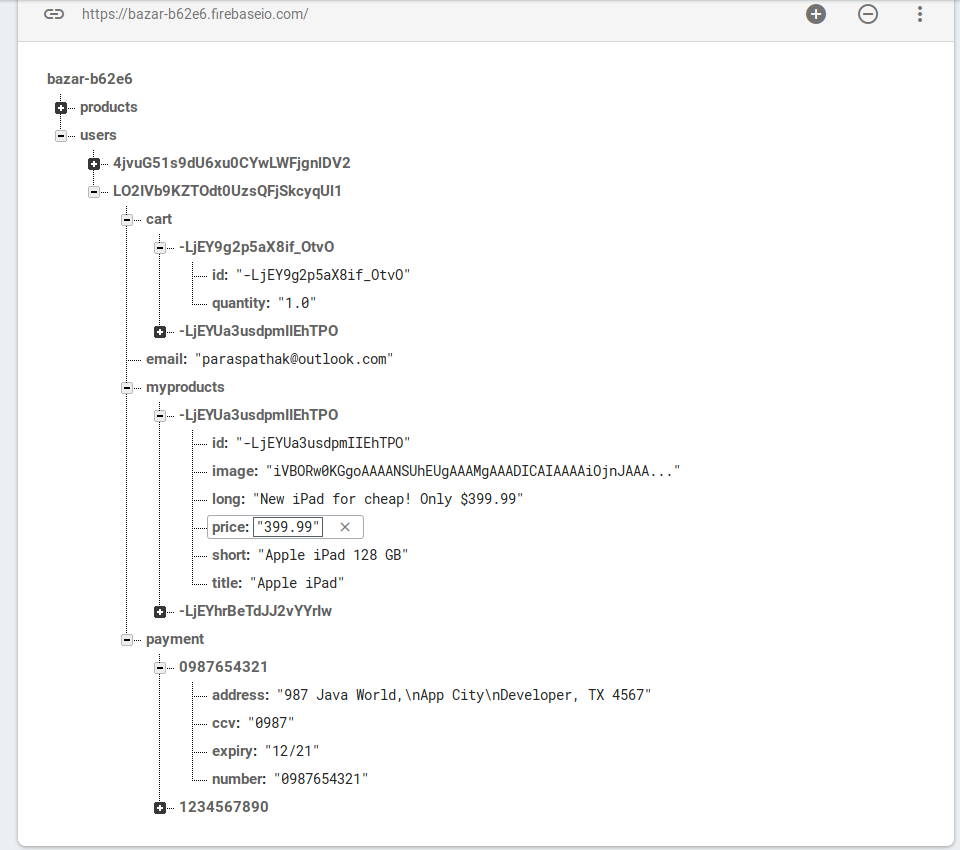 https://bazar-b62e6.firebaseio.com/
bazar-b62e6
products
users
4jvuG51s9dU6xu0CYwLWFjgnIDV2
LO2IVb9KZTOdt0UzsQFjSkcyqUI1
cart
-LjEY9g2p5aX8if_OtvO
id: "-LjEY9g2p5aX8if_OtvO"
quantity: "1.0"
-LjEYUa3usdpmIIEhTPO
email: "paraspathak@outlook.com"
myproducts
-LjEYUa3usdpmIIEhTPO
id: "-LjEYUa3usdpmIIEhTPO"
image: "iVBORw0KGgoAAAANSUhEUgAAAMgAAADICAIAAAAiOjnJAAA..."
long: "New iPad for cheap! Only $399.99"
price: "399.99"
short: "Apple iPad 128 GB"
title: "Apple iPad"
-LjEYhrBeTdJJ2vYYrIw
payment
0987654321
address: "987 Java World,\nApp City\nDeveloper, TX 4567"
ccv: "0987"
expiry: "12/21"
number: "0987654321"
1234567890